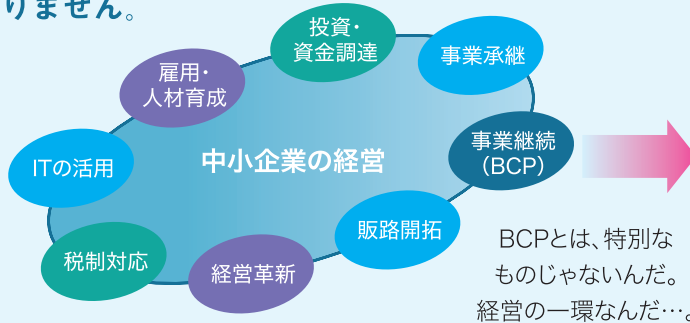 りません。
投資・
資金調達
事業承継
雇用・
人材育成
事業継続
（BCP）
中小企業の経営
ITの活用
販路開拓
税制対応
経営革新
BCPとは、特別な
ものじゃないんだ。
経営の一環なんだ…。